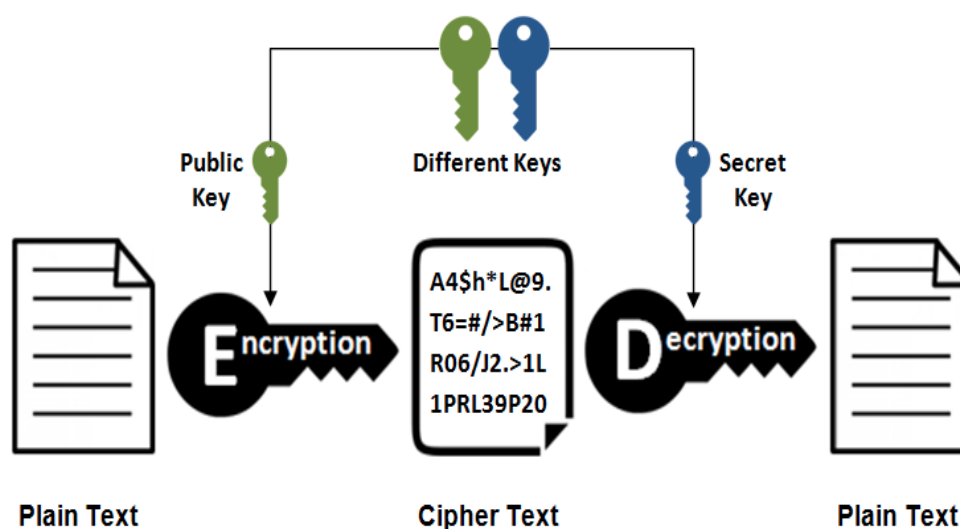 Public
Key
Different Keys
Secret
Key
Encryption
A4$h*L@9.
T6=#/>B#1
R06/J2.>1L
1PRL39P20
Decryption
Plain Text
Cipher Text
Plain Text